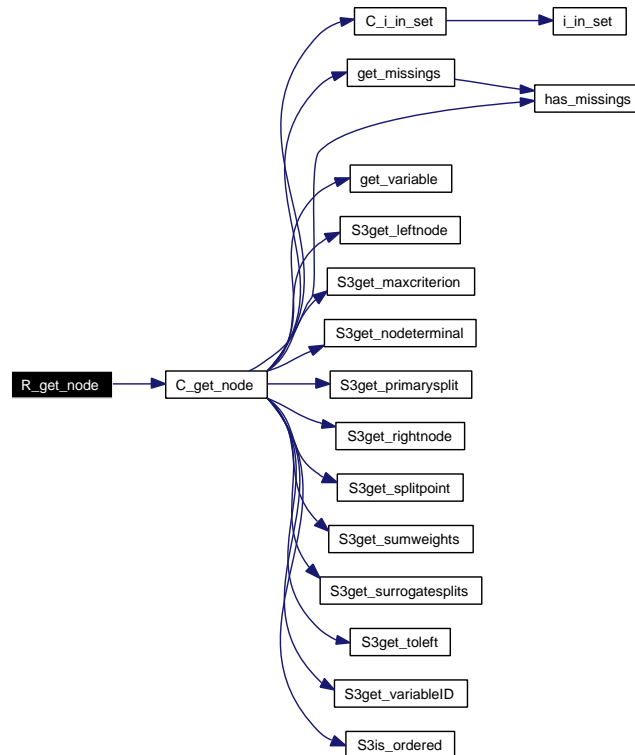 C_i_in_set
i_in_set
get_missings
has_missings
get_variable
S3get_leftnode
S3get_maxcriterion
S3get_nodeterminal
R_get_node
C_get_node
S3get_primarysplit
S3get_rightnode
S3get_splitpoint
S3get_sumweights
S3get_surrogatesplits
S3get_toleft
S3get_variableID
S3is_ordered